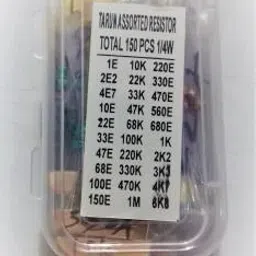 TARUN ASSORTED RESISTOR
TOTAL 150 PCS 1/4W
1E 10K 220E
2E2 22K 330E
4E7 33K 470E
10E 47K 560E
22E 68K 680E
33E 100K 1K
47E 220K 2K2
68E 330K 3K3
100E 470K 4K7
150E 1M 6K8